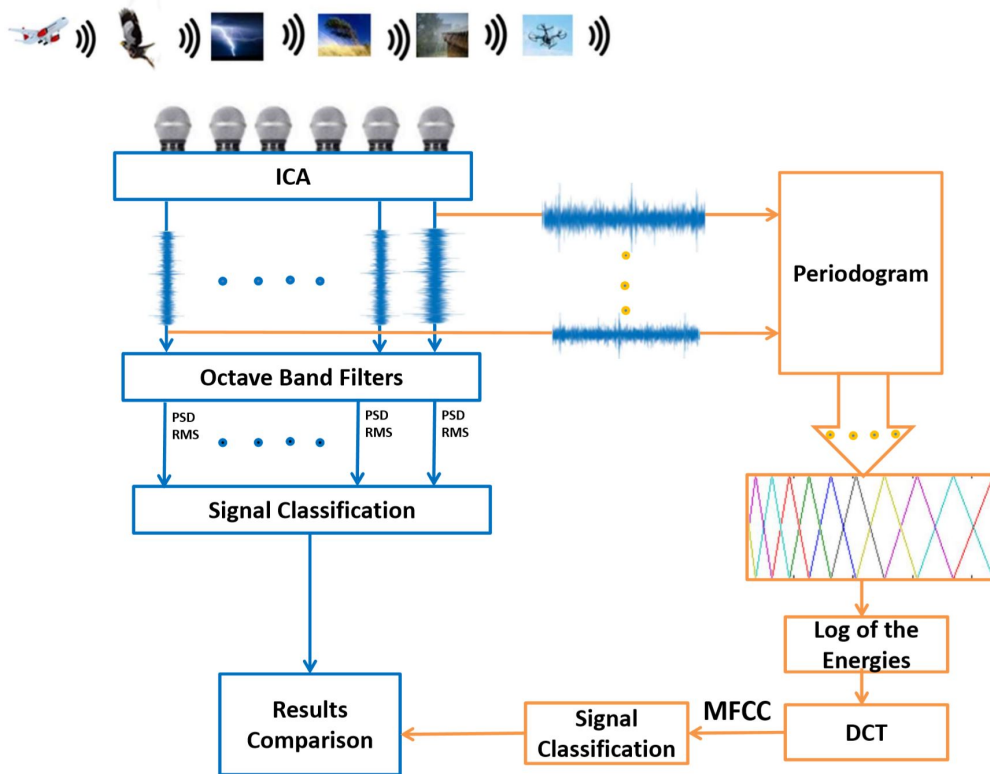 ICA
Periodogram
Octave Band Filters
PSD
RMS
PSD
RMS
PSD
RMS
Signal Classification
Log of the
Energies
Results
Comparison
Signal
Classification
MFCC
DCT